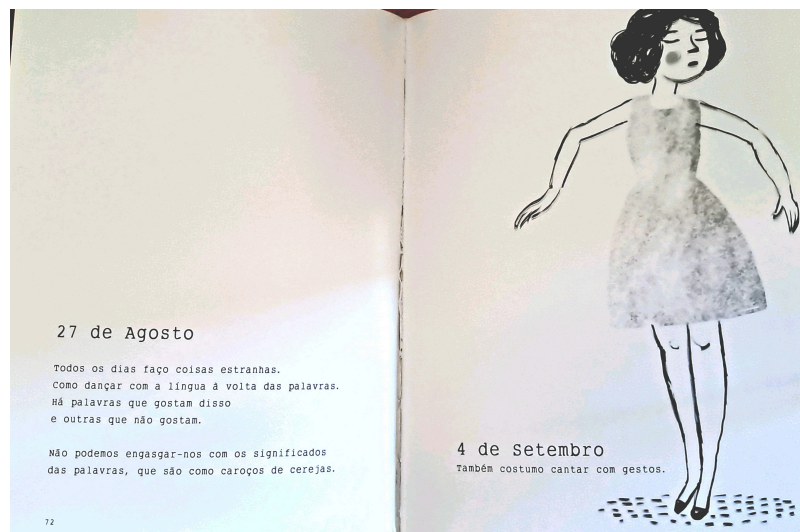 27 de Agosto
Todos os dias faço coisas estranhas.
Como dançar com a língua à volta das palavras.
Há palavras que gostam disso
e outras que não gostam.
Não podemos engasgar-nos com os significados
das palavras, que são como caroços de cerejas.
72
4 de Setembro
Também costumo cantar com gestos.